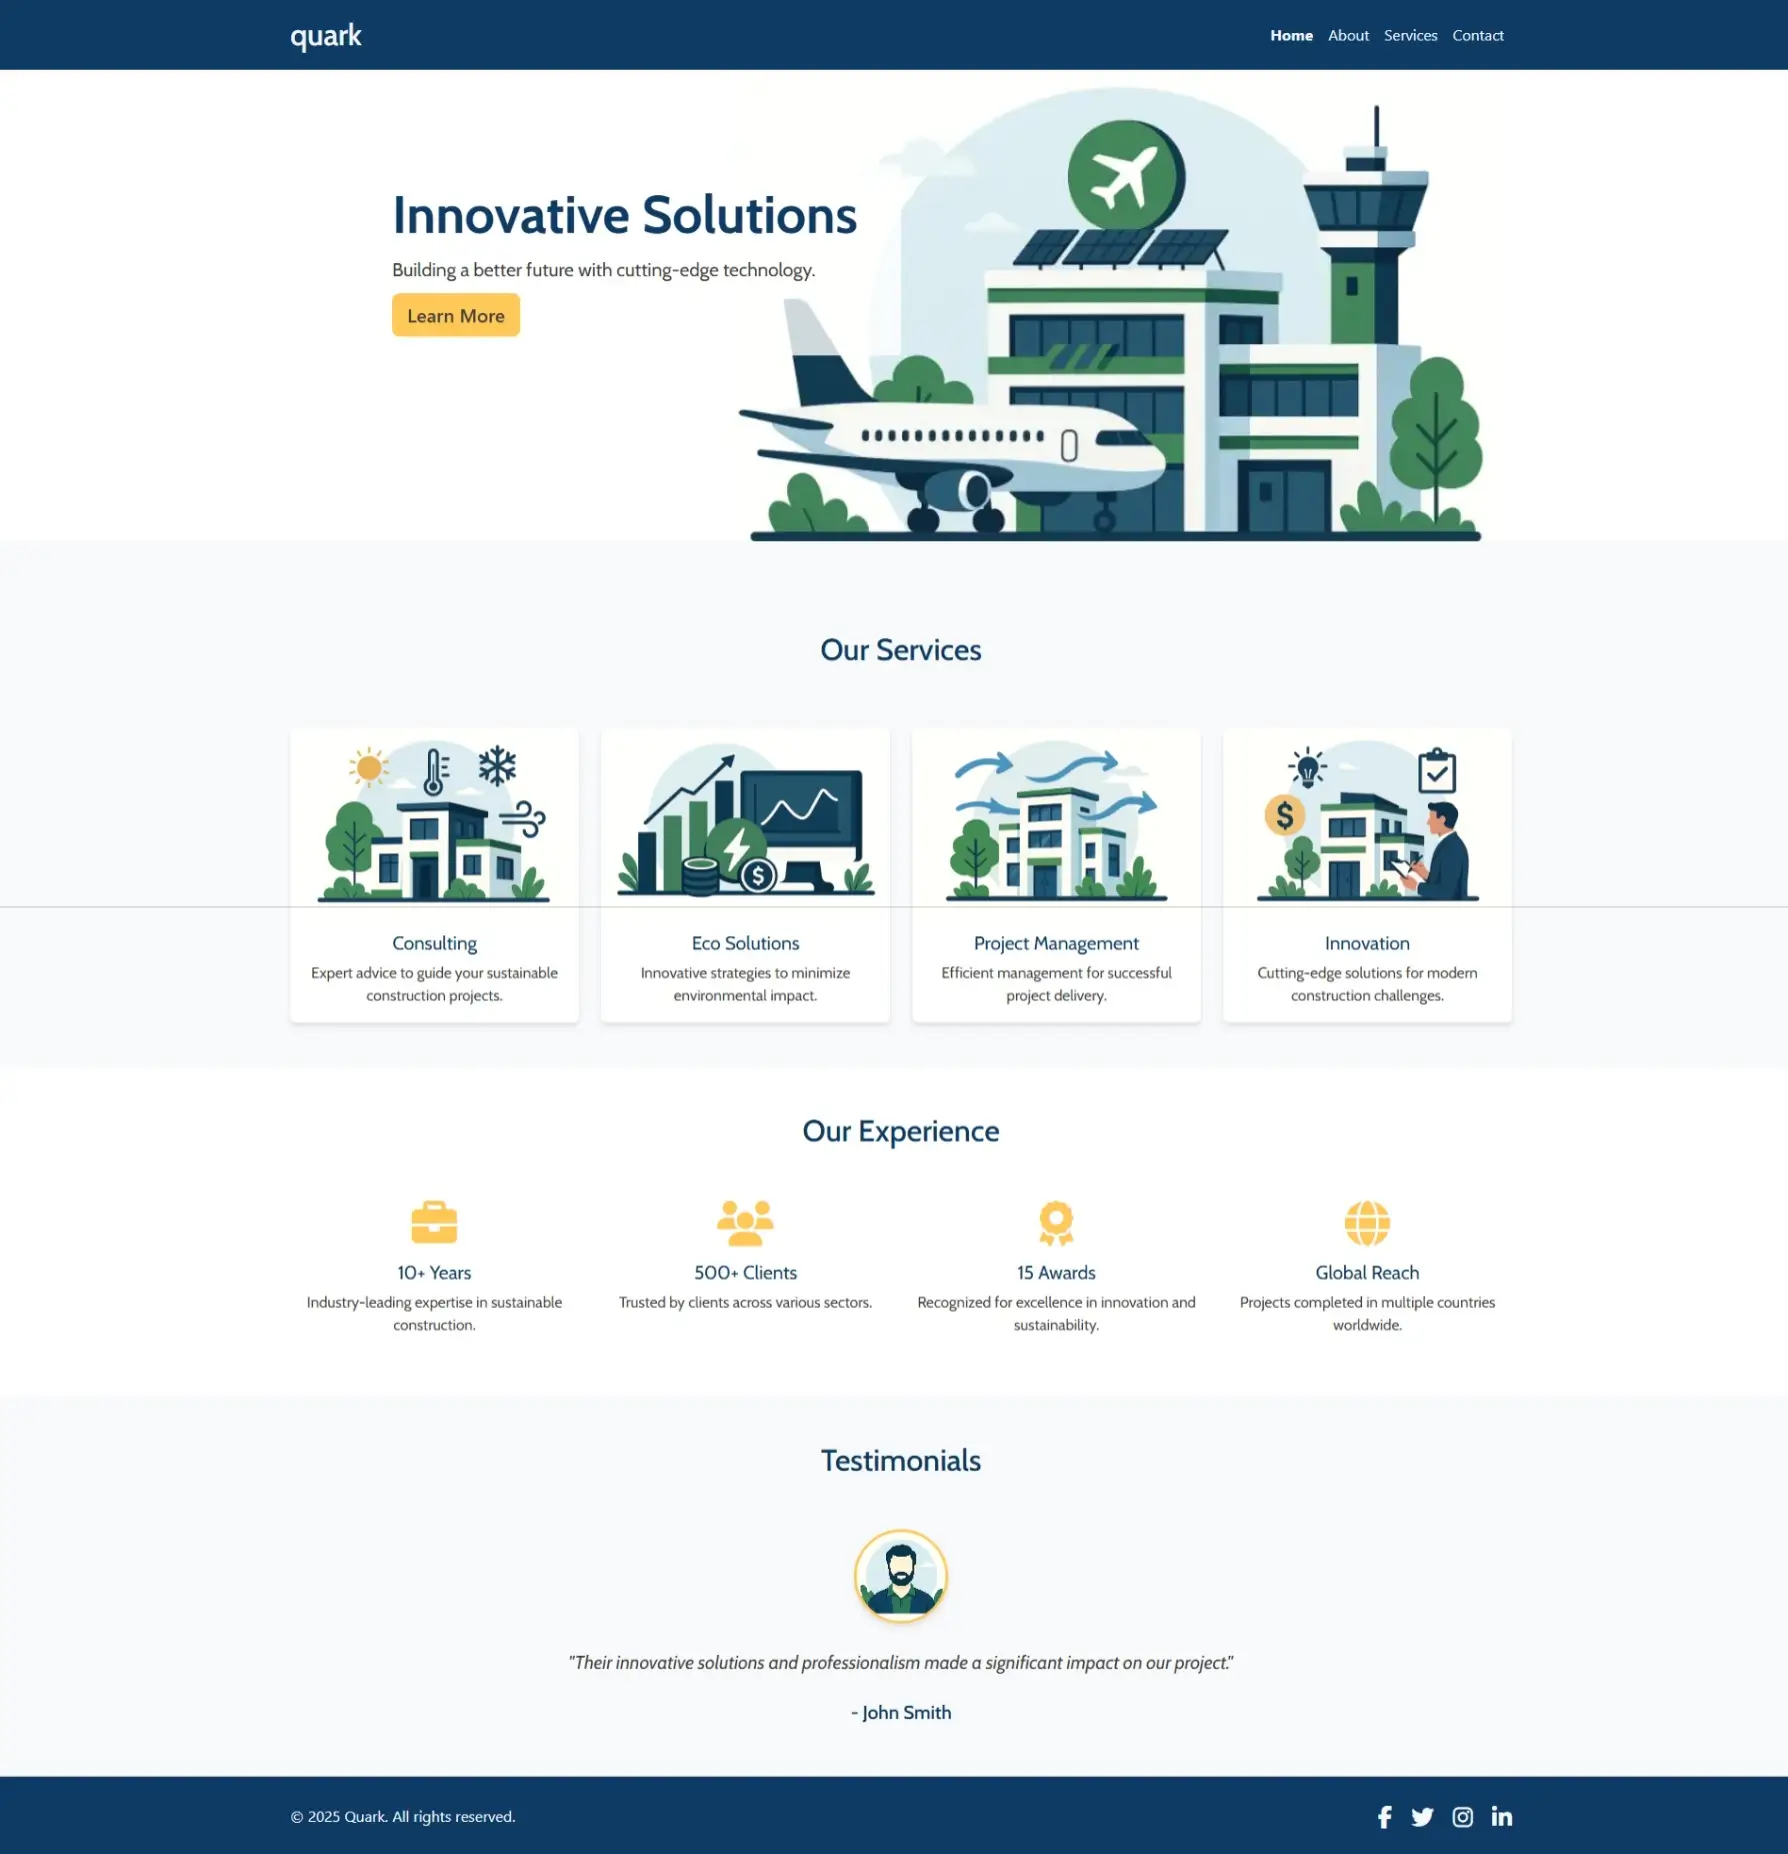 quark
Home About Services Contact
Innovative Solutions
Building a better future with cutting-edge technology.
Learn More
Our Services
$
$
Consulting
Expert advice to guide your sustainable
construction projects.
Eco Solutions
Innovative strategies to minimize
environmental impact.
Project Management
Efficient management for successful
project delivery.
Innovation
Cutting-edge solutions for modern
construction challenges.
Our Experience
10+ Years
Industry-leading expertise in sustainable
construction.
500+ Clients
Trusted by clients across various sectors.
15 Awards
Recognized for excellence in innovation and
sustainability.
Global Reach
Projects completed in multiple countries
worldwide.
Testimonials
"Their innovative solutions and professionalism made a significant impact on our project."
- John Smith
© 2025 Quark. All rights reserved.